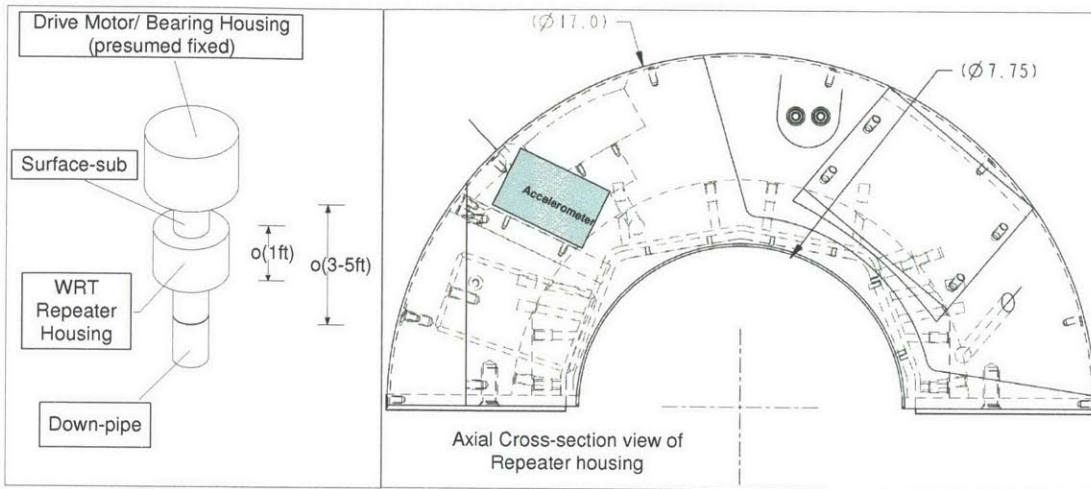 Drive Motor/ Bearing Housing
(presumed fixed)
Surface-sub
o(1ft)
o(3-5ft)
WRT
Repeater
Housing
Down-pipe
(Ø17.0)
(Ø7.75)
Accelerometer
Axial Cross-section view of
Repeater housing